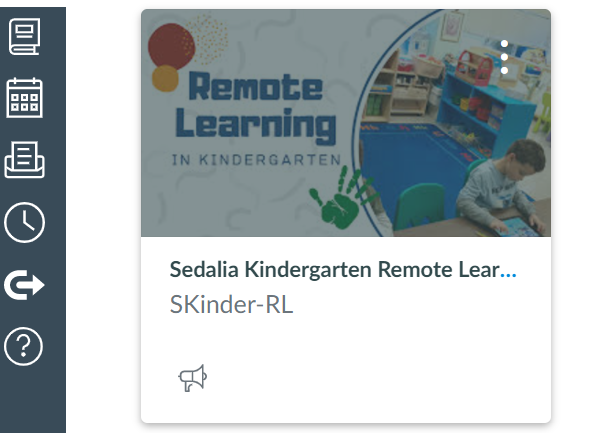 Remote
Learning
IN KINDERGARTEN
Sedalia Kindergarten Remote Lear...
SKinder-RL